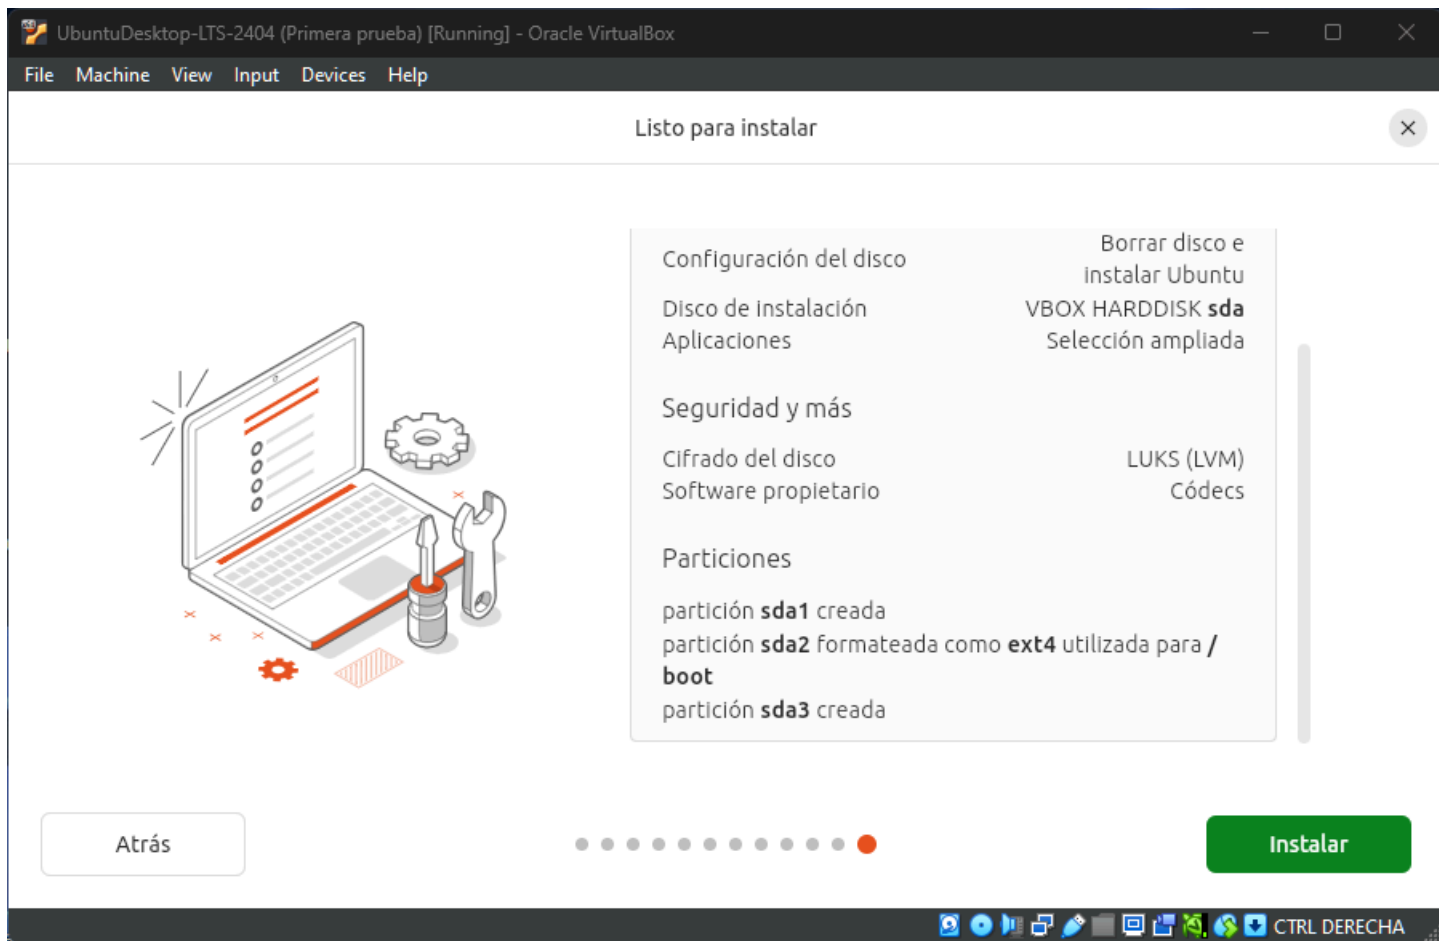 UbuntuDesktop-LTS-2404 (Primera prueba) [Running] - Oracle VirtualBox
File Machine View Input Devices Help
Listo para instalar
Configuración del disco
Borrar disco e
instalar Ubuntu
Disco de instalación VBOX HARDDISK sda
Aplicaciones Selección ampliada
Seguridad y más
Cifrado del disco LUKS (LVM)
Software propietario Códecs
Particiones
partición sda1 creada
partición sda2 formateada como ext4 utilizada para /
boot
partición sda3 creada
Atrás
Instalar
CTRL DERECHA